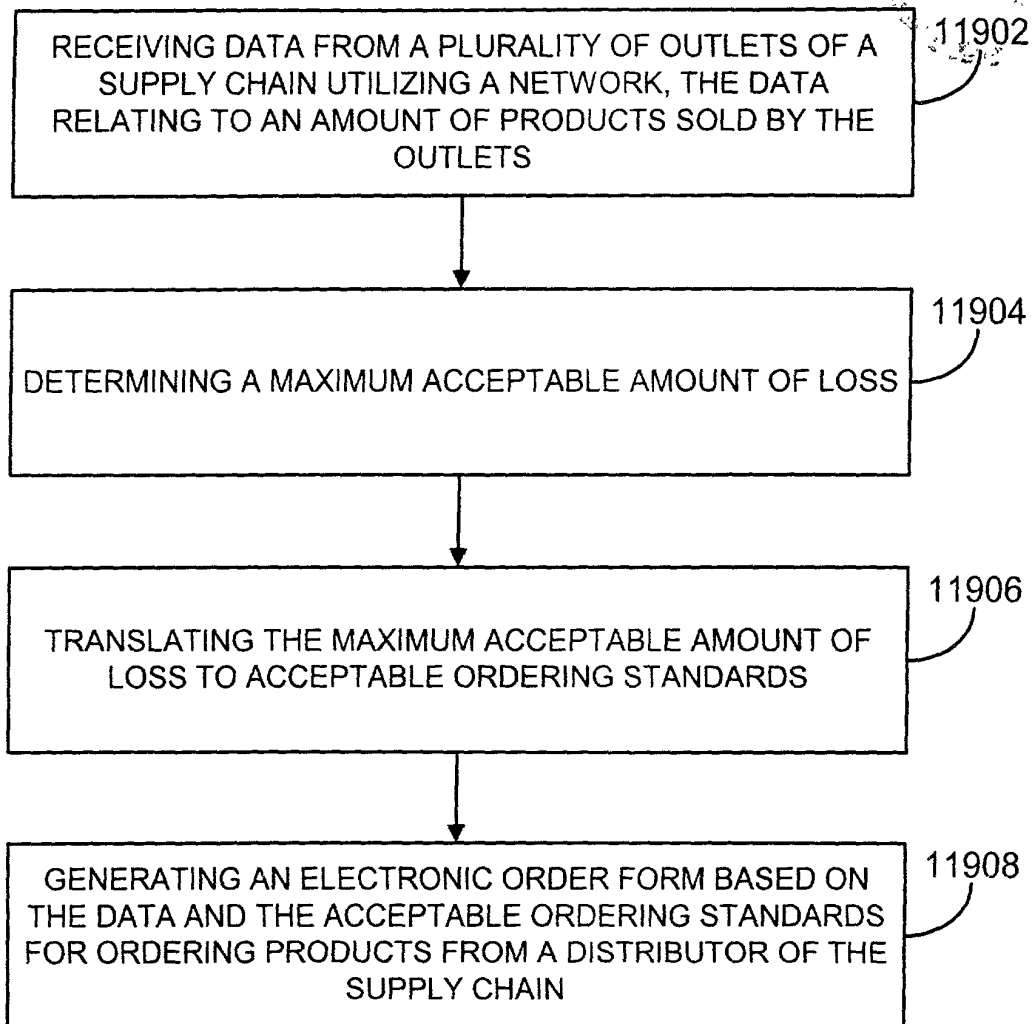 RECEIVING DATA FROM A PLURALITY OF OUTLETS OF A
SUPPLY CHAIN UTILIZING A NETWORK, THE DATA
RELATING TO AN AMOUNT OF PRODUCTS SOLD BY THE
OUTLETS
11902
DETERMINING A MAXIMUM ACCEPTABLE AMOUNT OF LOSS
11904
TRANSLATING THE MAXIMUM ACCEPTABLE AMOUNT OF
LOSS TO ACCEPTABLE ORDERING STANDARDS
11906
GENERATING AN ELECTRONIC ORDER FORM BASED ON
THE DATA AND THE ACCEPTABLE ORDERING STANDARDS
FOR ORDERING PRODUCTS FROM A DISTRIBUTOR OF THE
SUPPLY CHAIN
11908